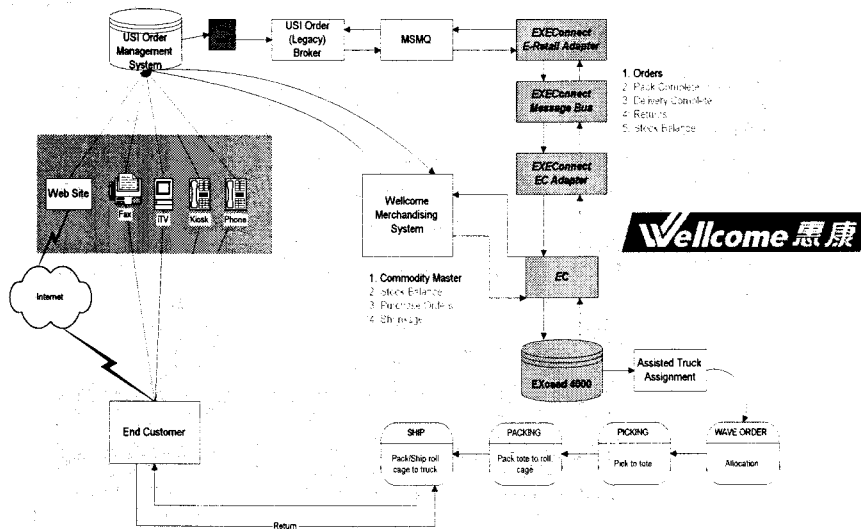 USI Order
Management
System
USI Order
(Legacy)
Broker
MSMQ
EXEConnect
E-Retail Adapter
1. Orders
2. Pack Complete
3. Delivery Complete
4. Returns
5. Stock Balance
EXEConnect
Message Bus
EXEConnect
EC Adapter
Web Site
Fax
iTV
Kiosk
Phone
Wellcome
Merchandising
System
Wellcome 惠康
Internet
1. Commodity Master
2. Stock Balance
3. Purchase Orders
4. Shrinkage
EC
EXceed 4000
Assisted Truck
Assignment
End Customer
SHIP
Pack/Ship roll
cage to truck
PACKING
Pack tote to roll
cage
PICKING
Pick to tote
WAVE ORDER
Allocation
Return